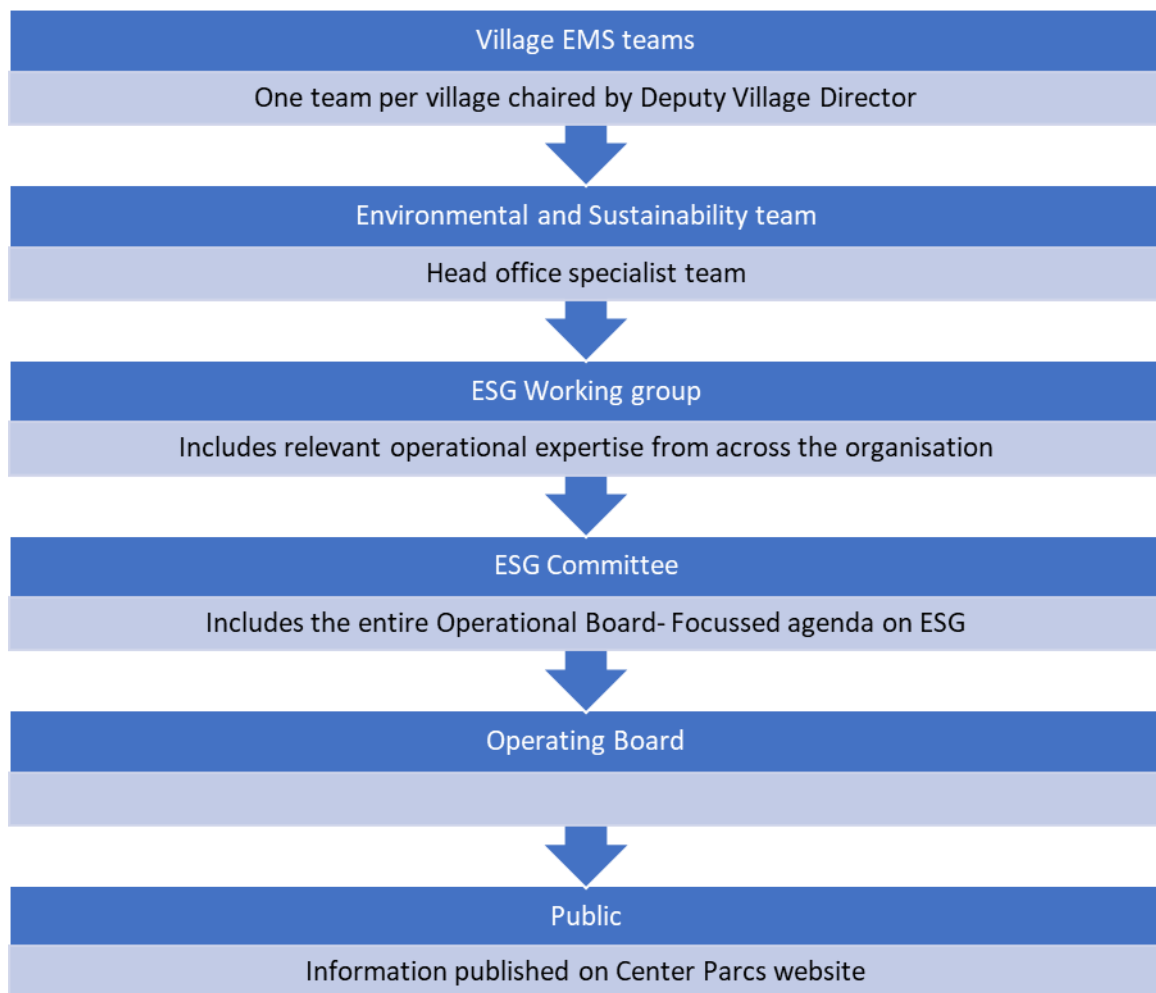 Village EMS teams
One team per village chaired by Deputy Village Director
Environmental and Sustainability team
Head office specialist team
ESG Working group
Includes relevant operational expertise from across the organisation
ESG Committee
Includes the entire Operational Board- Focussed agenda on ESG
Operating Board
Public
Information published on Center Parcs website